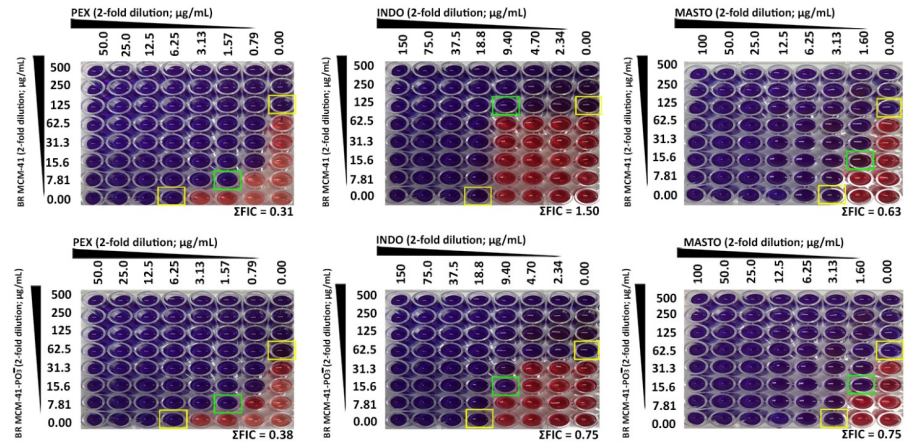 PEX (2-fold dilution; µg/mL)
50.0 25.0 12.5 6.25 3.13 1.57 0.79 0.00
BR MCM-41 (2-fold dilution; µg/mL)
500
250
125
62.5
31.3
15.6
7.81
0.00
ΣFIC = 0.31
INDO (2-fold dilution; µg/mL)
150 75.0 37.5 18.8 9.40 4.70 2.34 0.00
BR MCM-41 (2-fold dilution; µg/mL)
500
250
125
62.5
31.3
15.6
7.81
0.00
ΣFIC = 1.50
MASTO (2-fold dilution; µg/mL)
100 50.0 25.0 12.5 6.25 3.13 1.60 0.00
BR MCM-41 (2-fold dilution; µg/mL)
500
250
125
62.5
31.3
15.6
7.81
0.00
ΣFIC = 0.63
PEX (2-fold dilution; µg/mL)
50.0 25.0 12.5 6.25 3.13 1.57 0.79 0.00
BR MCM-41-PO₃⁻ (2-fold dilution; µg/mL)
500
250
125
62.5
31.3
15.6
7.81
0.00
ΣFIC = 0.38
INDO (2-fold dilution; µg/mL)
150 75.0 37.5 18.8 9.40 4.70 2.34 0.00
BR MCM-41-PO₃⁻ (2-fold dilution; µg/mL)
500
250
125
62.5
31.3
15.6
7.81
0.00
ΣFIC = 0.75
MASTO (2-fold dilution; µg/mL)
100 50.0 25.0 12.5 6.25 3.13 1.60 0.00
BR MCM-41-PO₃⁻ (2-fold dilution; µg/mL)
500
250
125
62.5
31.3
15.6
7.81
0.00
ΣFIC = 0.75